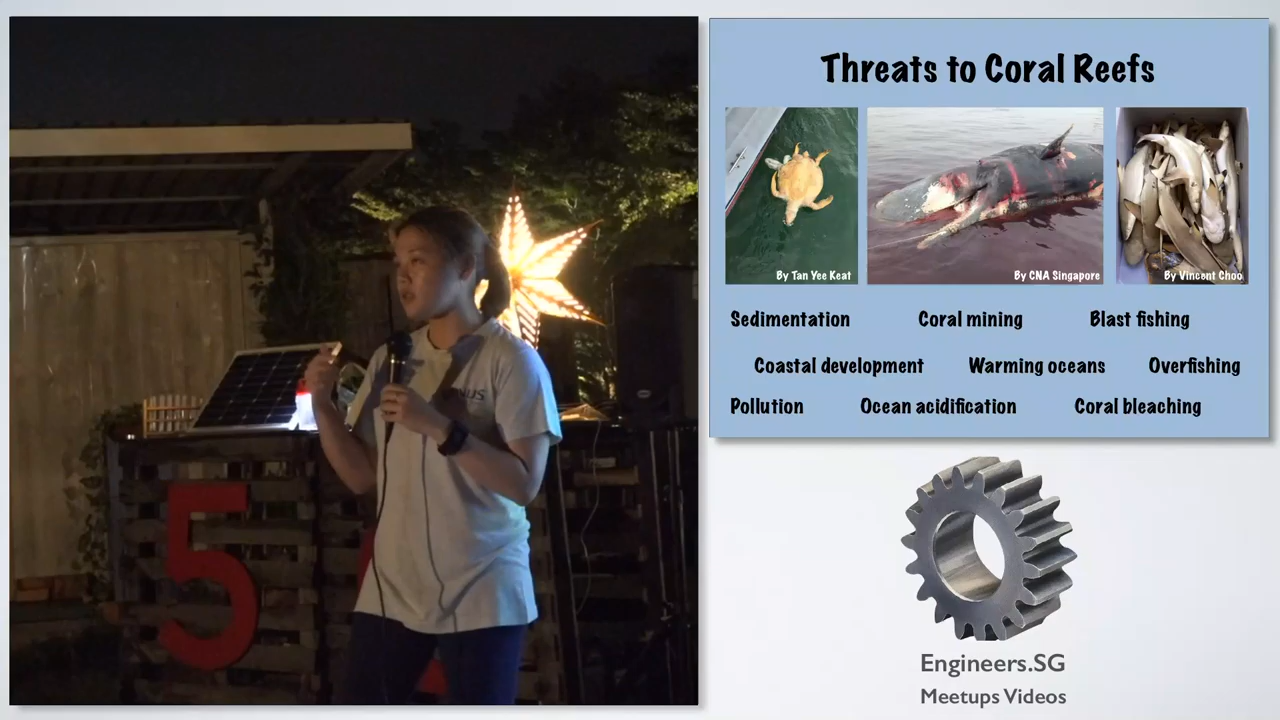 5
NUS
Threats to Coral Reefs
By Tan Yee Keat
By CNA Singapore
By Vincent Choo
Sedimentation Coral mining Blast fishing
Coastal development Warming oceans Overfishing
Pollution Ocean acidification Coral bleaching
Engineers.SG
Meetups Videos